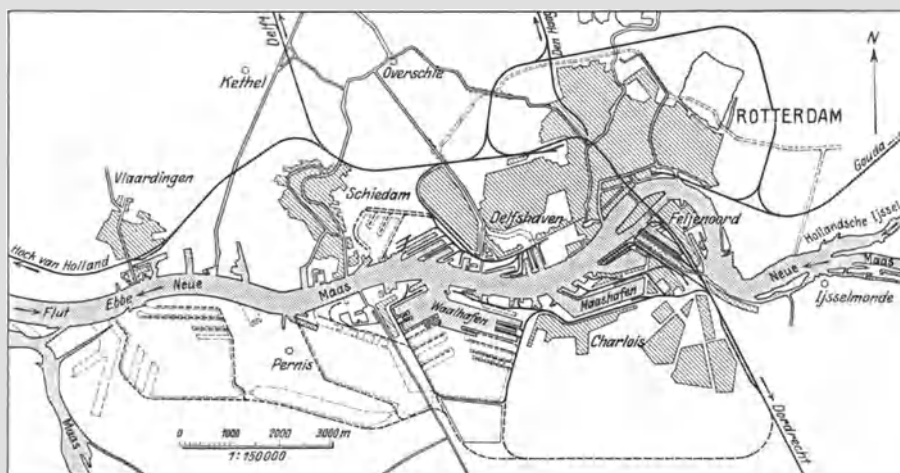 Delft
Den Haag
N
Kethel
Overschie
ROTTERDAM
Vlaardingen
Schiedam
Gouda
Delfshaven
Feijenoord
Hollandsche Ijssel
Hoek van Holland
Neue
Maas
Neue
Maas
Ebbe
Flut
Waalhafen
Maashafen
Ijsselmonde
Charlois
Pernis
Maas
Dordrecht
0 1000 2000 3000 m
1:150000